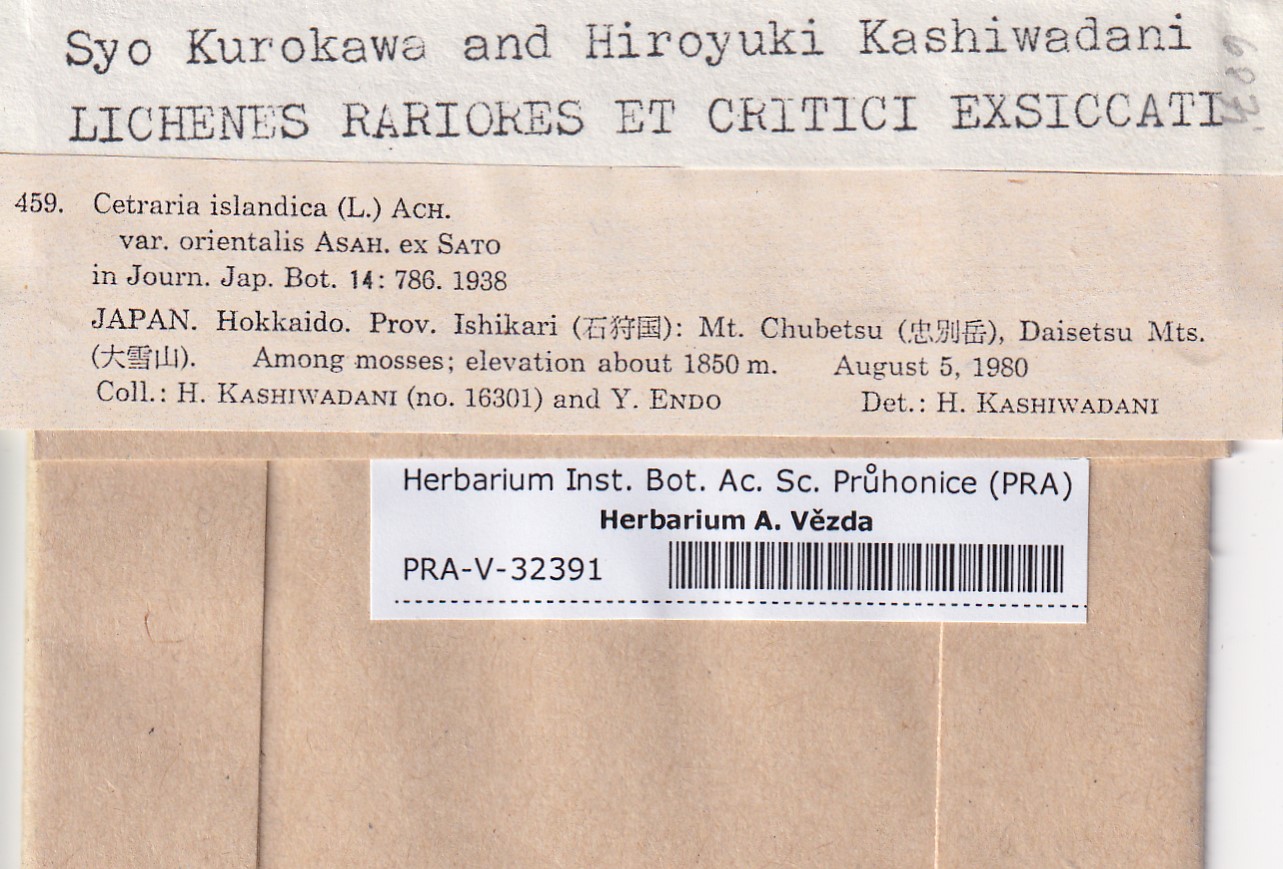 Syo Kurokawa and Hiroyuki Kashiwadani
LICHENES RARIORES ET CRITICI EXSICCATI
459. Cetraria islandica (L.) ACH.
var. orientalis ASAH. ex SATO
in Journ. Jap. Bot. 14: 786. 1938
JAPAN. Hokkaido. Prov. Ishikari (石狩国): Mt. Chubetsu (忠別岳), Daisetsu Mts.
(大雪山). Among mosses; elevation about 1850 m. August 5, 1980
Coll.: H. KASHIWADANI (no. 16301) and Y. ENDO Det.: H. KASHIWADANI
Herbarium Inst. Bot. Ac. Sc. Průhonice (PRA)
Herbarium A. Vězda
PRA-V-32391